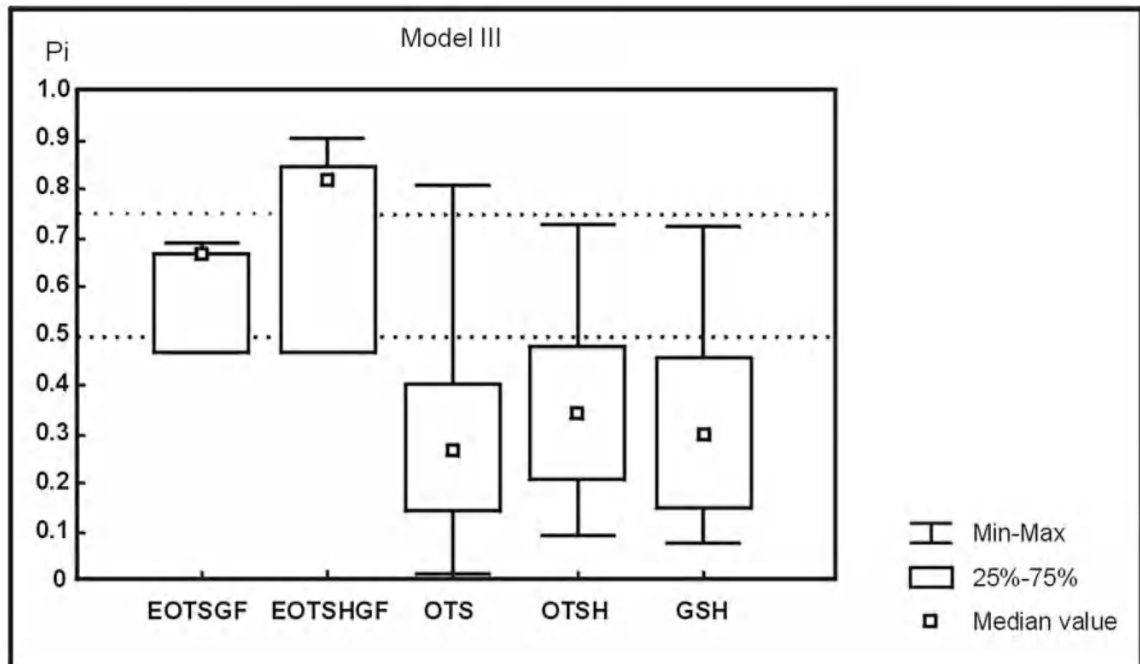 Model III
Pi
1.0
0.9
0.8
0.7
0.6
0.5
0.4
0.3
0.2
0.1
0
EOTSGF EOTSHGF OTS OTSH GSH
Min-Max
25%-75%
Median value